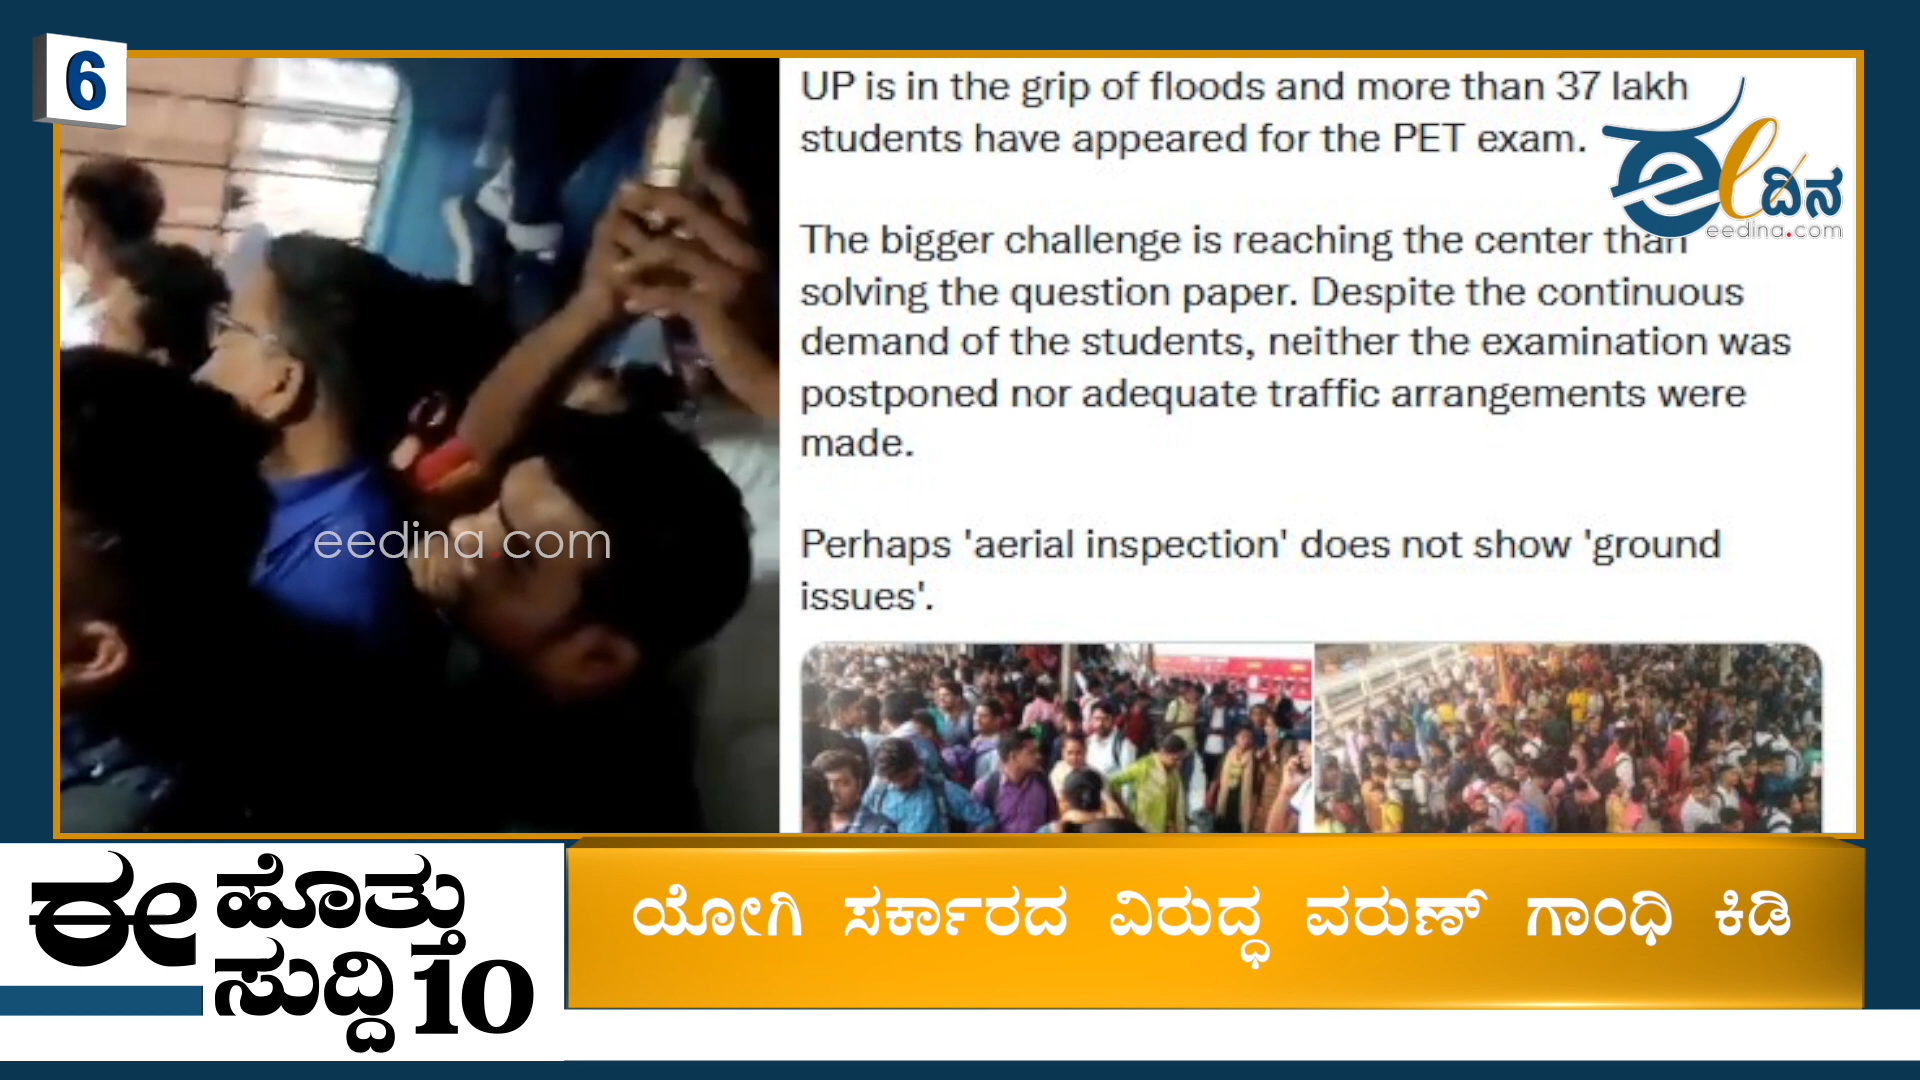 6
UP is in the grip of floods and more than 37 lakh
students have appeared for the PET exam.
The bigger challenge is reaching the center than
solving the question paper. Despite the continuous
demand of the students, neither the examination was
postponed nor adequate traffic arrangements were
made.
Perhaps 'aerial inspection' does not show 'ground
issues'.
ಈ ದಿನ
eedina.com
eedina.com
ಈ ಹೊತ್ತು
ಸುದ್ದಿ 10
ಯೋಗಿ ಸರ್ಕಾರದ ವಿರುದ್ಧ ವರುಣ್ ಗಾಂಧಿ ಕಿಡಿ